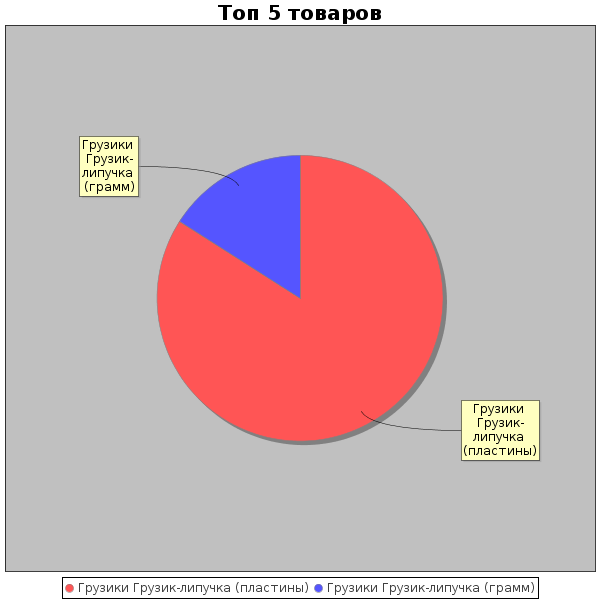 Топ 5 товаров
Грузики
Грузик-
липучка
(грамм)
Грузики
Грузик-
липучка
(пластины)
Грузики Грузик-липучка (пластины) Грузики Грузик-липучка (грамм)